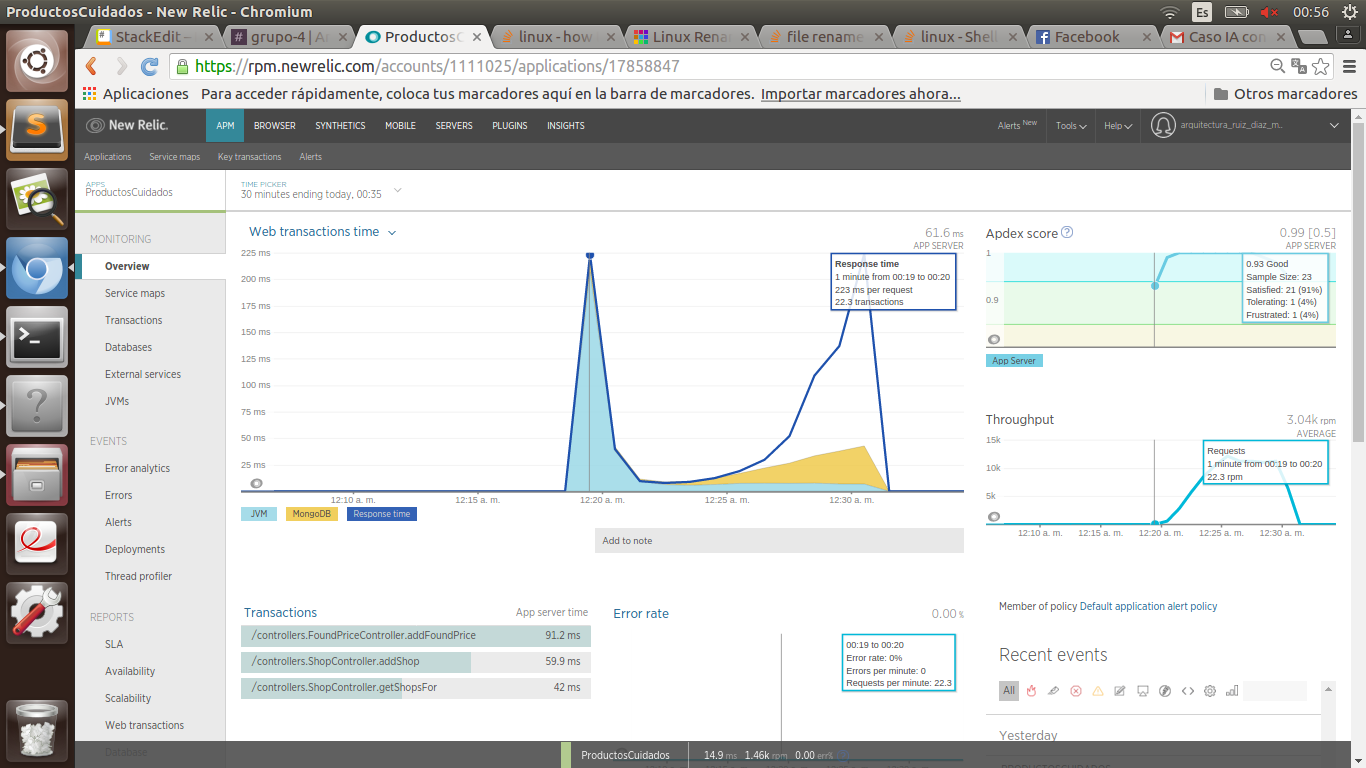 ProductosCuidados - New Relic - Chromium
Es
00:56
StackEdit –
grupo-4 | A
ProductosC
linux - how
Linux Rena
file rename
linux - Shell
Facebook
Caso IA con
https://rpm.newrelic.com/accounts/1111025/applications/17858847
Aplicaciones
Para acceder rápidamente, coloca tus marcadores aquí en la barra de marcadores.
Importar marcadores ahora...
Otros marcadores
New Relic.
APM
BROWSER
SYNTHETICS
MOBILE
SERVERS
PLUGINS
INSIGHTS
Alerts New
Tools
Help
arquitectura_ruiz_diaz_m..
Applications
Service maps
Key transactions
Alerts
APPS
ProductosCuidados
TIME PICKER
30 minutes ending today, 00:35
MONITORING
Overview
Service maps
Transactions
Databases
External services
JVMs
EVENTS
Error analytics
Errors
Alerts
Deployments
Thread profiler
REPORTS
SLA
Availability
Scalability
Web transactions
Database
Web transactions time
61.6 ms
APP SERVER
225 ms
200 ms
175 ms
150 ms
125 ms
100 ms
75 ms
50 ms
25 ms
Response time
1 minute from 00:19 to 00:20
223 ms per request
22.3 transactions
12:10 a. m.
12:15 a. m.
12:20 a. m.
12:25 a. m.
12:30 a. m.
JVM
MongoDB
Response time
Add to note
Apdex score
0.99 [0.5]
APP SERVER
1
0.9
0.93 Good
Sample Size: 23
Satisfied: 21 (91%)
Tolerating: 1 (4%)
Frustrated: 1 (4%)
App Server
Throughput
3.04k rpm
AVERAGE
15k
10k
5k
Requests
1 minute from 00:19 to 00:20
22.3 rpm
12:10 a. m.
12:15 a. m.
12:20 a. m.
12:25 a. m.
12:30 a. m.
Transactions
App server time
/controllers.FoundPriceController.addFoundPrice
91.2 ms
/controllers.ShopController.addShop
59.9 ms
/controllers.ShopController.getShopsFor
42 ms
Error rate
0.00 %
00:19 to 00:20
Error rate: 0%
Errors per minute: 0
Requests per minute: 22.3
Member of policy Default application alert policy
Recent events
All
Yesterday
ProductosCuidados
14.9 ms
1.46k rpm
0.00 err%